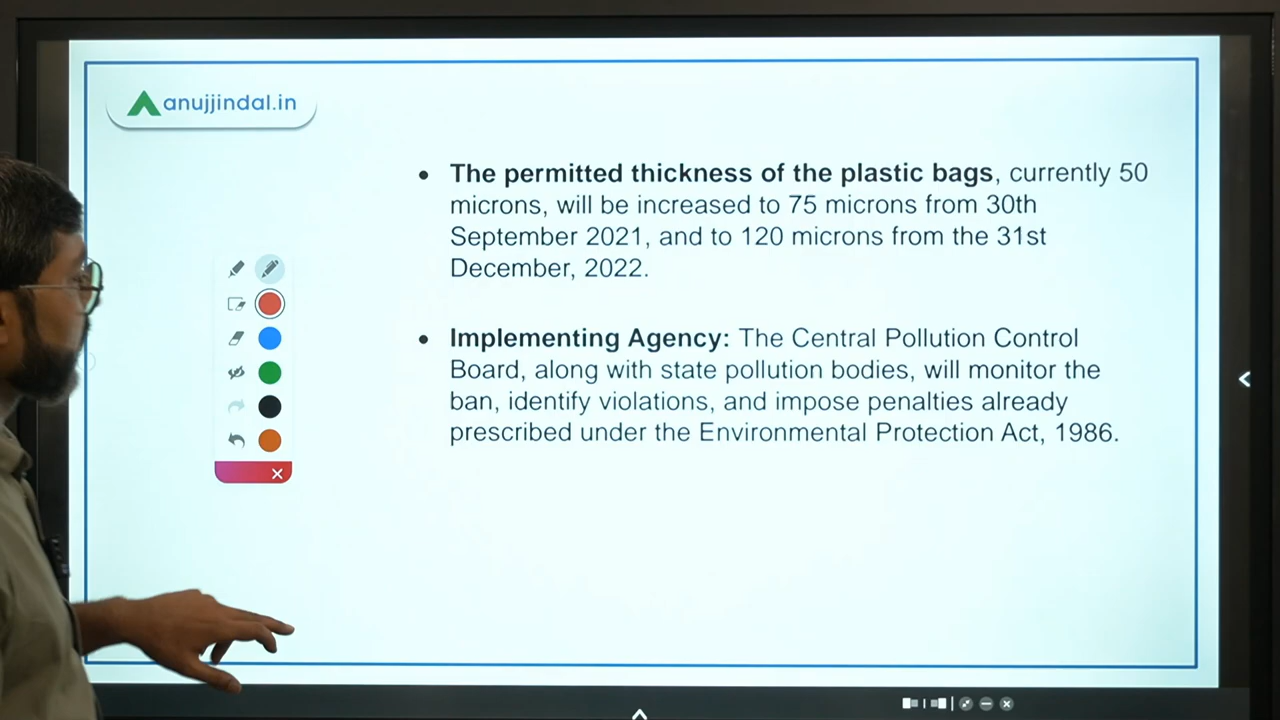 anujjindal.in
• The permitted thickness of the plastic bags, currently 50
microns, will be increased to 75 microns from 30th
September 2021, and to 120 microns from the 31st
December, 2022.
• Implementing Agency: The Central Pollution Control
Board, along with state pollution bodies, will monitor the
ban, identify violations, and impose penalties already
prescribed under the Environmental Protection Act, 1986.